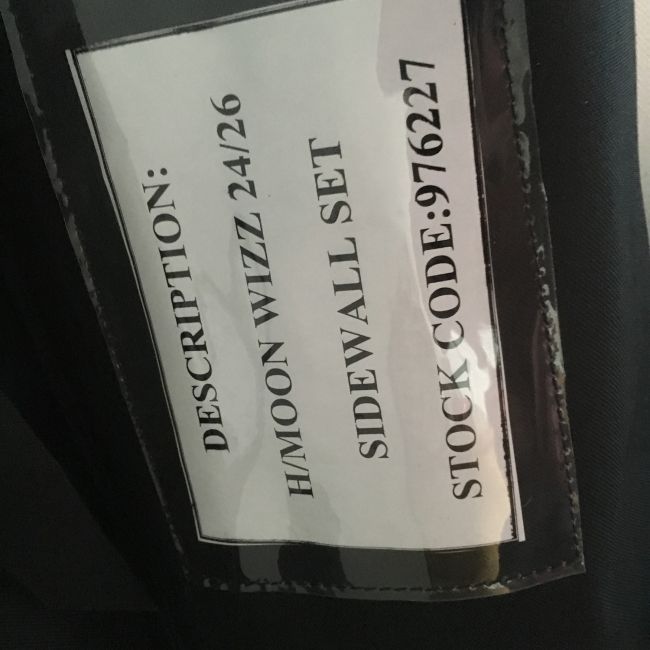 DESCRIPTION:
H/MOON WIZZ 24/26
SIDEWALL SET
STOCK CODE:976227